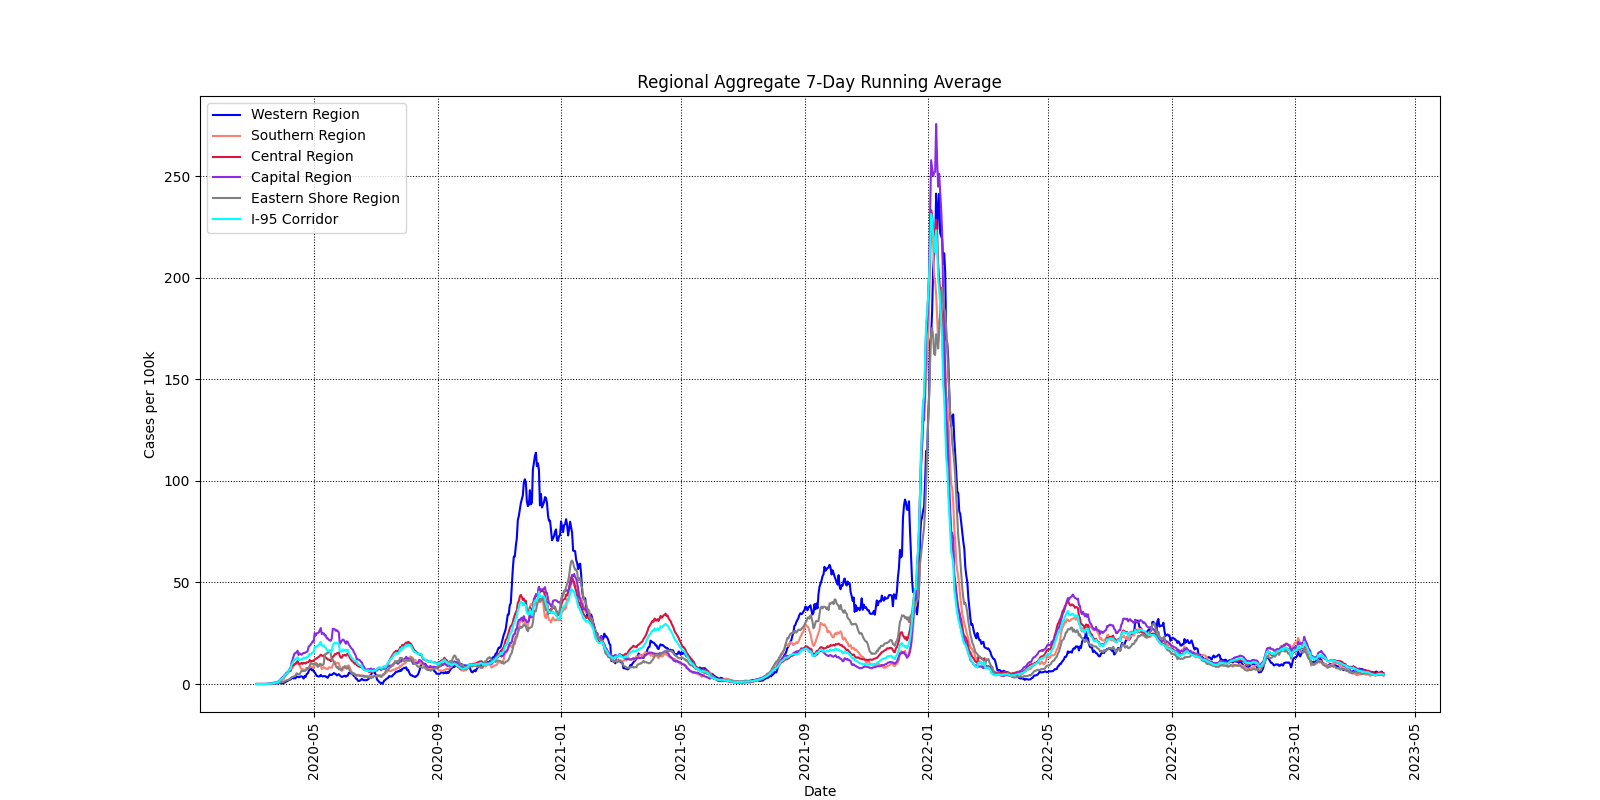 Regional Aggregate 7-Day Running Average
Western Region
Southern Region
Central Region
Capital Region
Eastern Shore Region
I-95 Corridor
Cases per 100k
250
200
150
100
50
0
2020-05
2020-09
2021-01
2021-05
2021-09
2022-01
2022-05
2022-09
2023-01
2023-05
Date